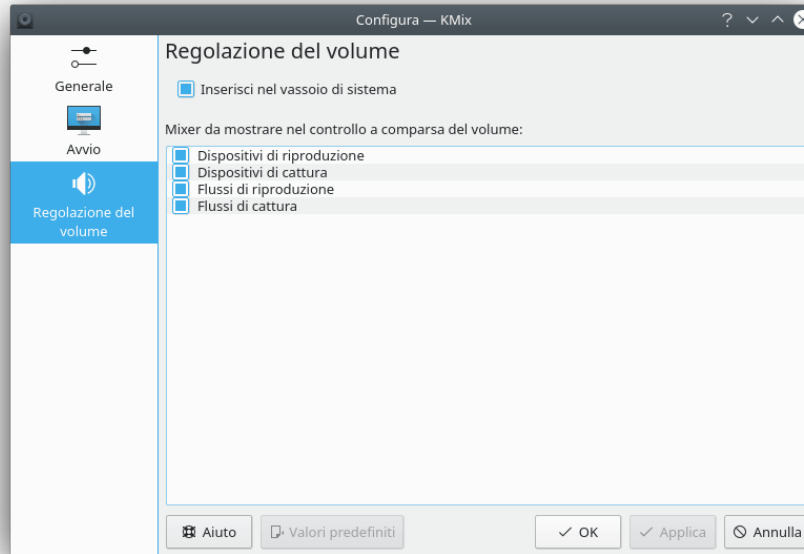 Configura — KMix
Generale
Avvio
Regolazione del
volume
Regolazione del volume
Inserisci nel vassoio di sistema
Mixer da mostrare nel controllo a comparsa del volume:
Dispositivi di riproduzione
Dispositivi di cattura
Flussi di riproduzione
Flussi di cattura
Aiuto
Valori predefiniti
OK
Applica
Annulla